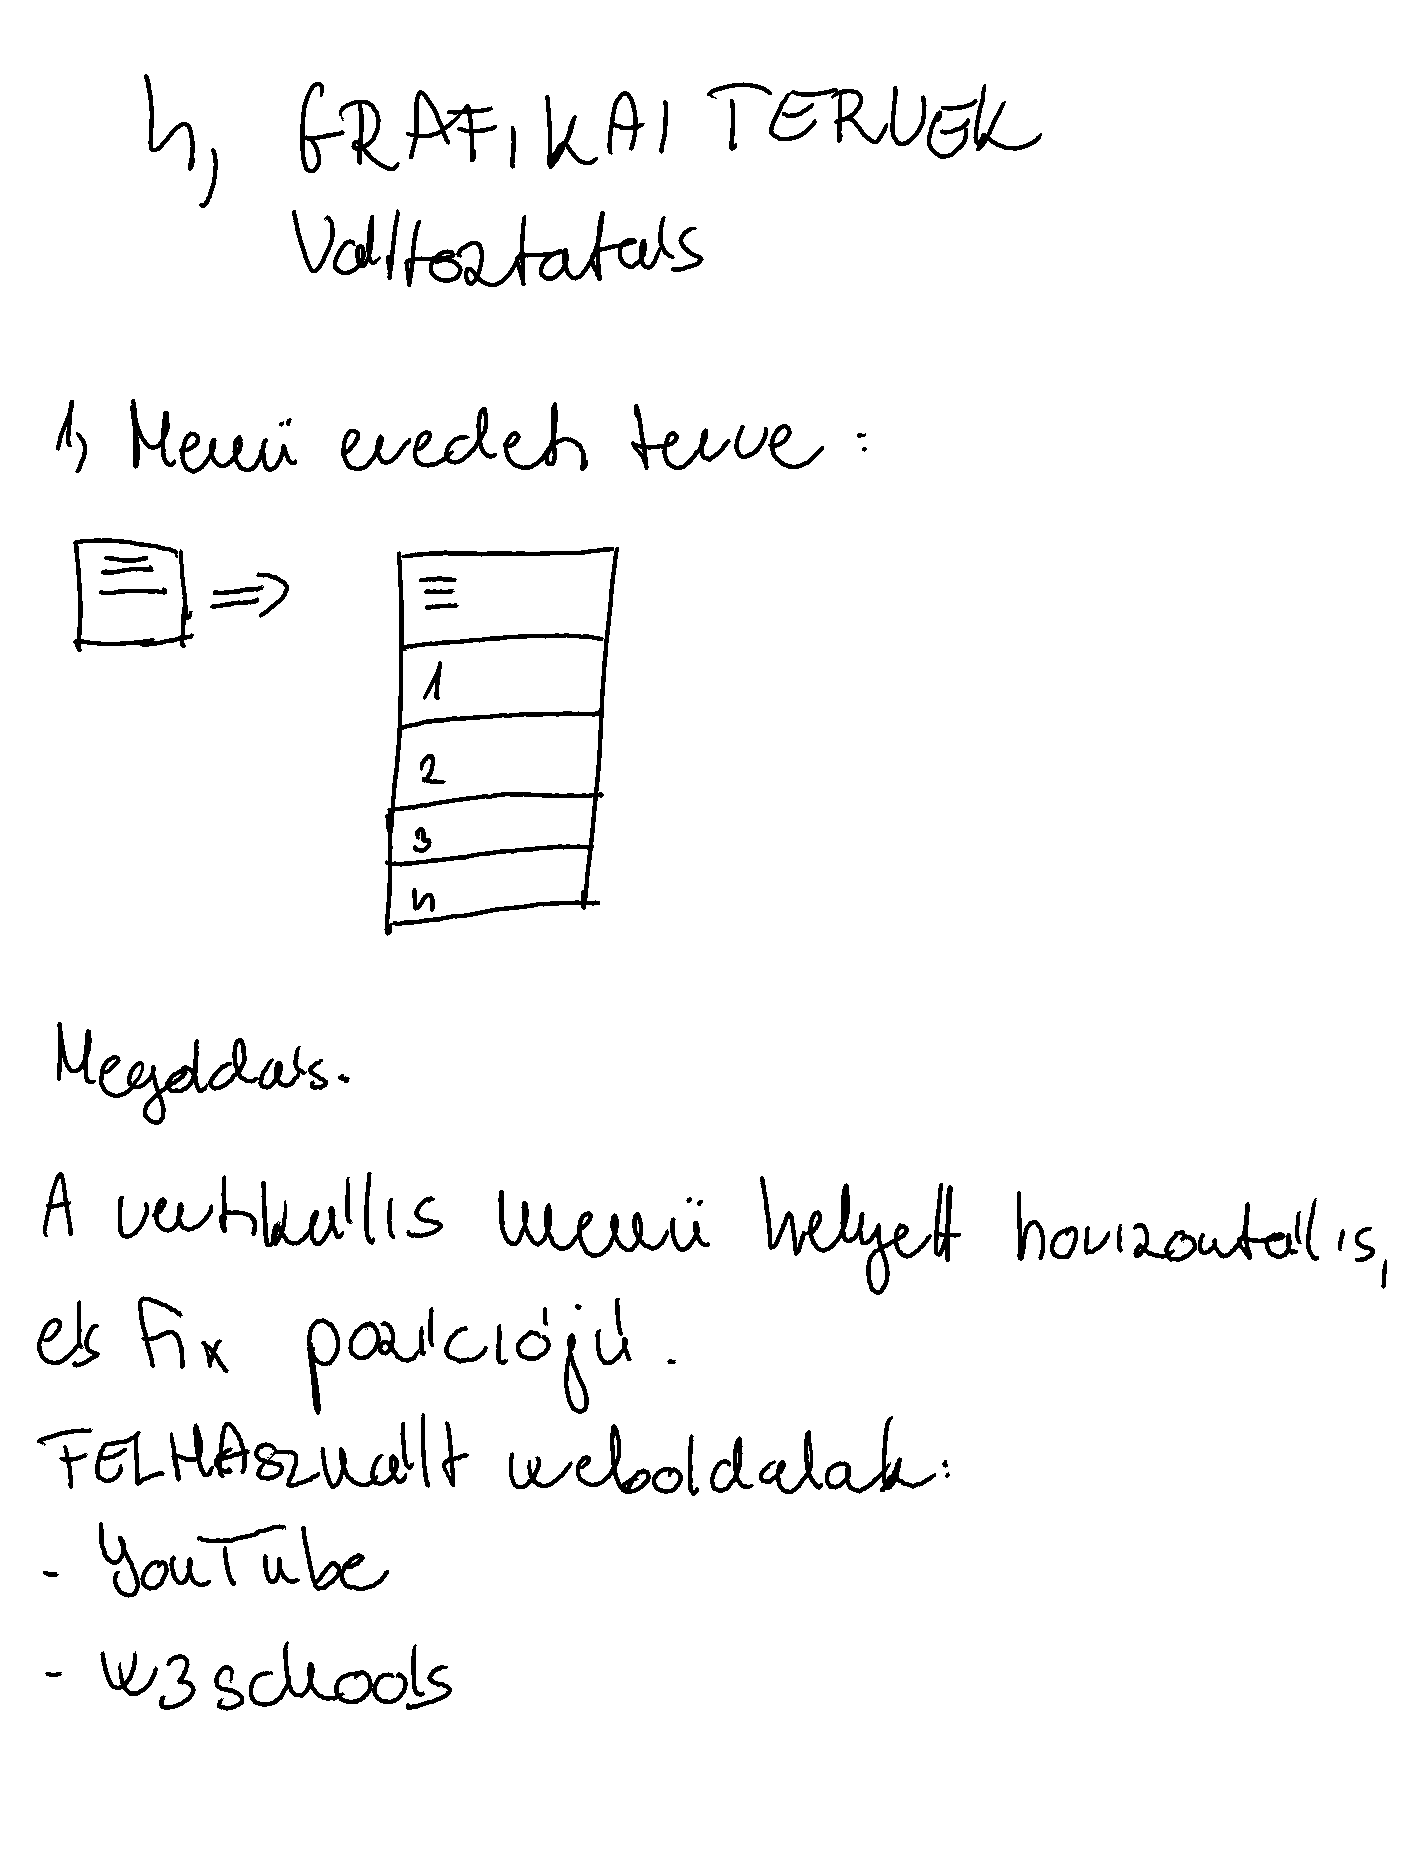 4, GRAFIKAI TERVEK
Változtatás
1, Menü eredeti terve:
1
2
3
4
Megoldás.
A vertikális menü helyett horizontális,
és fix pozíciójú.
FELHASznált weboldalak:
- YouTube
- W3schools